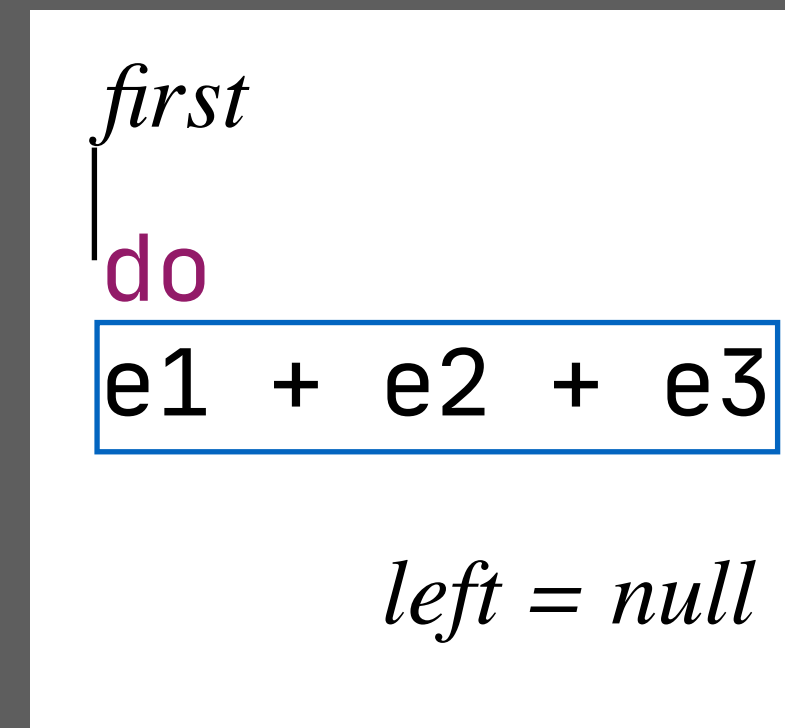 first
do
e1 + e2 + e3
left = null